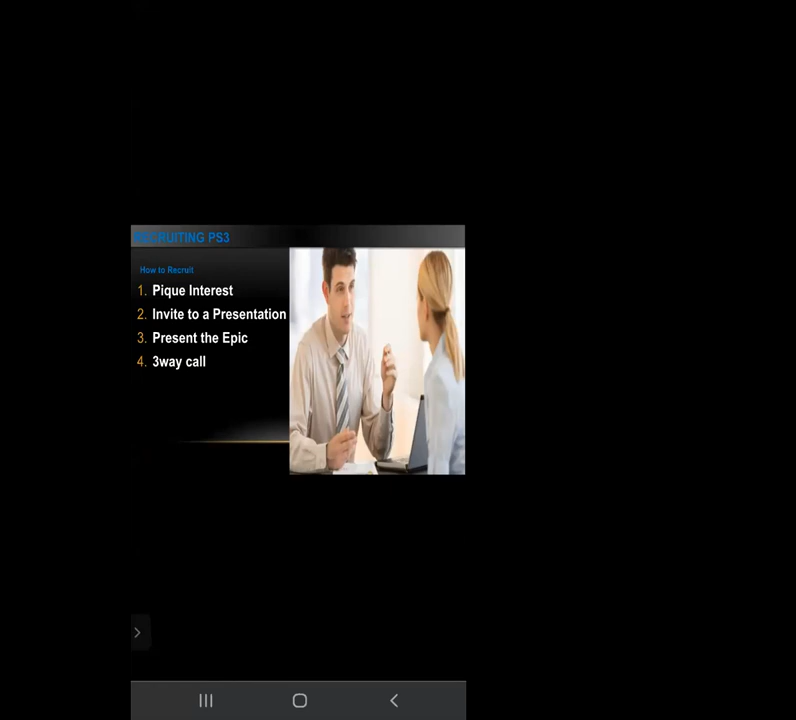 RECRUITING PS3
How to Recruit
1. Pique Interest
2. Invite to a Presentation
3. Present the Epic
4. 3way call